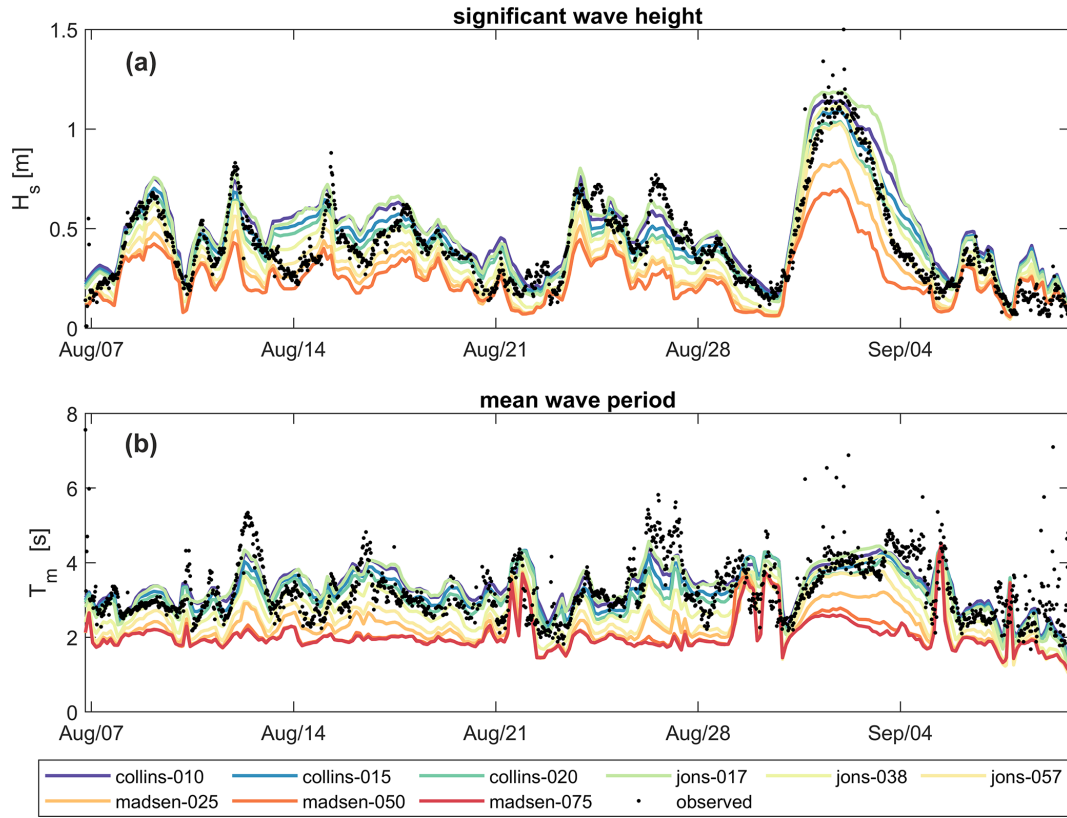 significant wave height
(a)
H_s [m]
1.5
1
0.5
0
Aug/07 Aug/14 Aug/21 Aug/28 Sep/04
mean wave period
(b)
T_m [s]
8
6
4
2
0
Aug/07 Aug/14 Aug/21 Aug/28 Sep/04
collins-010 collins-015 collins-020 jons-017 jons-038 jons-057
madsen-025 madsen-050 madsen-075 observed